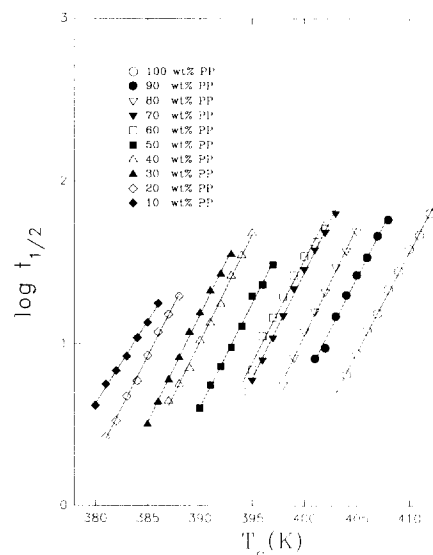 3
2
1
0
log t1/2
100 wt% PP
90 wt% PP
80 wt% PP
70 wt% PP
60 wt% PP
50 wt% PP
40 wt% PP
30 wt% PP
20 wt% PP
10 wt% PP
380 385 390 395 400 405 410
Tc (K)